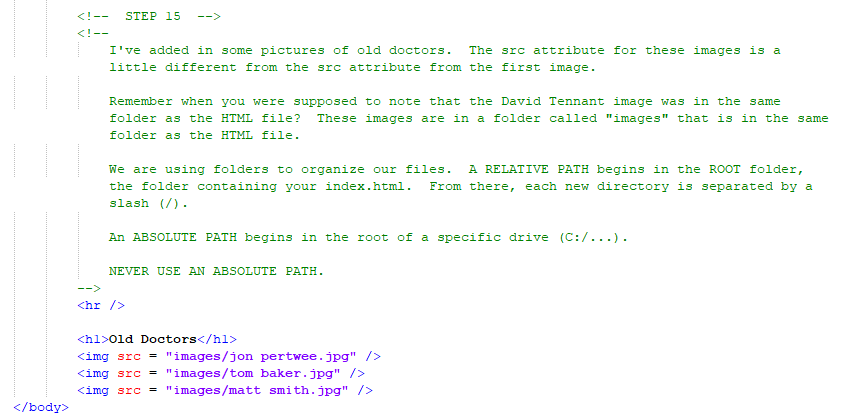 <!--  STEP 15  -->
<!--
I've added in some pictures of old doctors.  The src attribute for these images is a
little different from the src attribute from the first image.
Remember when you were supposed to note that the David Tennant image was in the same
folder as the HTML file?  These images are in a folder called "images" that is in the same
folder as the HTML file.
We are using folders to organize our files.  A RELATIVE PATH begins in the ROOT folder,
the folder containing your index.html.  From there, each new directory is separated by a
slash (/).
An ABSOLUTE PATH begins in the root of a specific drive (C:/...).
NEVER USE AN ABSOLUTE PATH.
-->
<hr />
<h1>Old Doctors</h1>
<img src = "images/jon pertwee.jpg" />
<img src = "images/tom baker.jpg" />
<img src = "images/matt smith.jpg" />
</body>